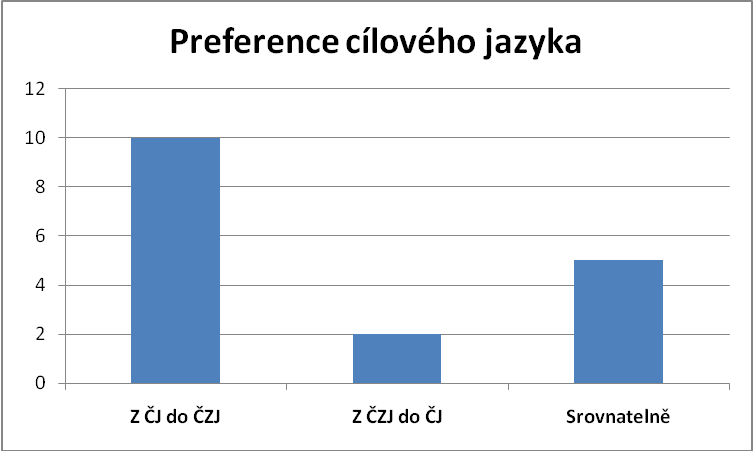 Preference cílového jazyka
12
10
8
6
4
2
0
Z ČJ do ČZJ
Z ČZJ do ČJ
Srovnatelně